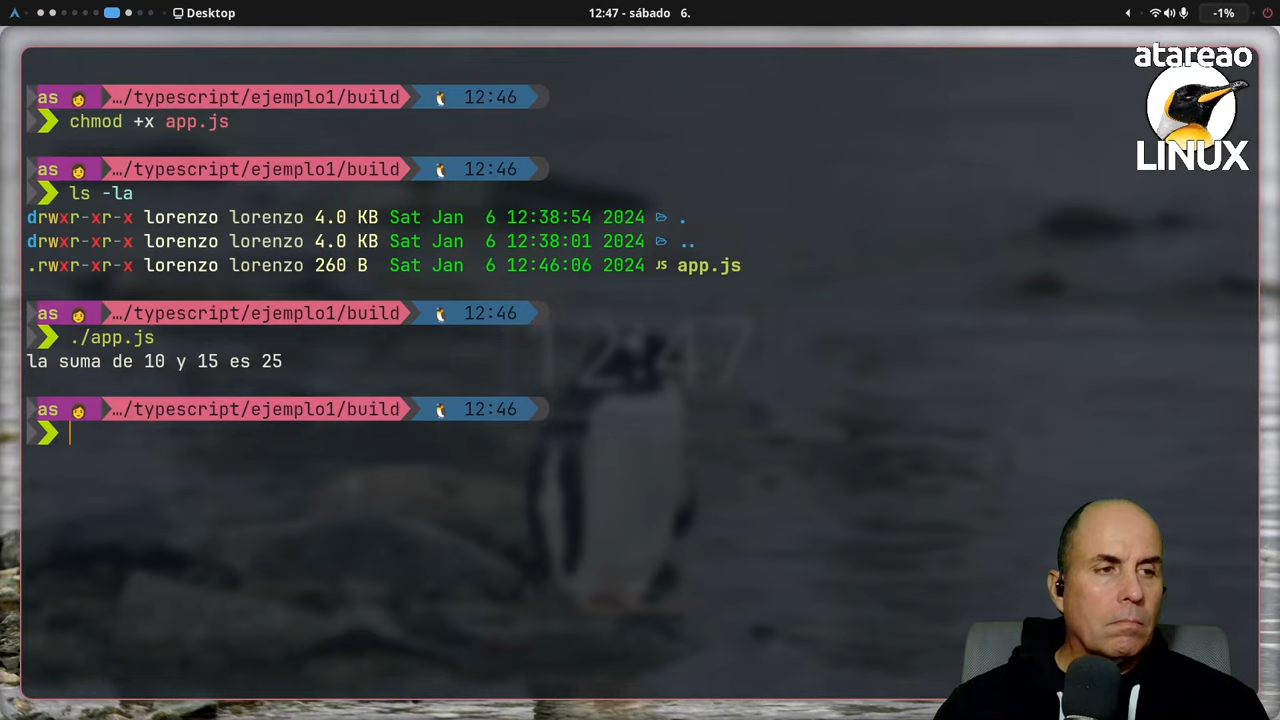 Desktop
12:47 - sábado 6.
-1%
atareao
LINUX
as …/typescript/ejemplo1/build 12:46
chmod +x app.js
as …/typescript/ejemplo1/build 12:46
ls -la
drwxr-xr-x lorenzo lorenzo 4.0 KB Sat Jan  6 12:38:54 2024 .
drwxr-xr-x lorenzo lorenzo 4.0 KB Sat Jan  6 12:38:01 2024 ..
.rwxr-xr-x lorenzo lorenzo 260 B  Sat Jan  6 12:46:06 2024 JS app.js
as …/typescript/ejemplo1/build 12:46
./app.js
12:47
la suma de 10 y 15 es 25
as …/typescript/ejemplo1/build 12:46